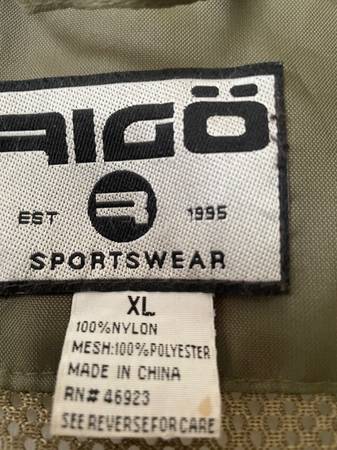 AIGÖ
EST R 1995
SPORTSWEAR
XL
100%NYLON
MESH:100%POLYESTER
MADE IN CHINA
RN# 46923
SEE REVERSE FOR CARE